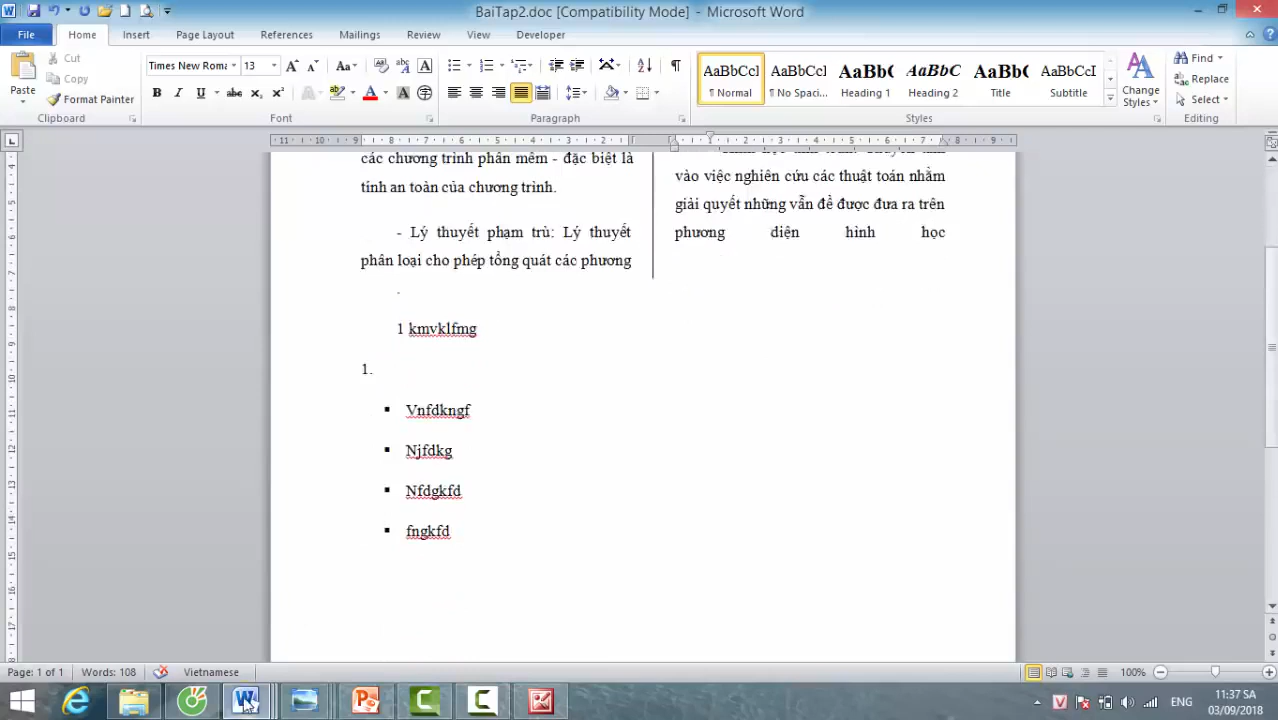 BaiTap2.doc [Compatibility Mode] - Microsoft Word
File Home Insert Page Layout References Mailings Review View Developer
Paste
Cut
Copy
Format Painter
Clipboard
Times New Roma 13
B I U abc x₂ x²
Font
Paragraph
AaBbCcI AaBbCcI AaBb( AaBbC AaBb( AaBbCcI
¶ Normal ¶ No Spaci... Heading 1 Heading 2 Title Subtitle
Change Styles
Styles
Find
Replace
Select
Editing
các chương trình phần mềm - đặc biệt là
tính an toàn của chương trình.
- Lý thuyết phạm trù: Lý thuyết
phân loại cho phép tổng quát các phương
vào việc nghiên cứu các thuật toán nhằm
giải quyết những vấn đề được đưa ra trên
phương diện hình học
.
1 kmvklfmg
1.
▪ Vnfdkngf
▪ Njfdkg
▪ Nfdgkfd
▪ fngkfd
Page: 1 of 1 Words: 108 Vietnamese 100%
ENG 11:37 SA
03/09/2018